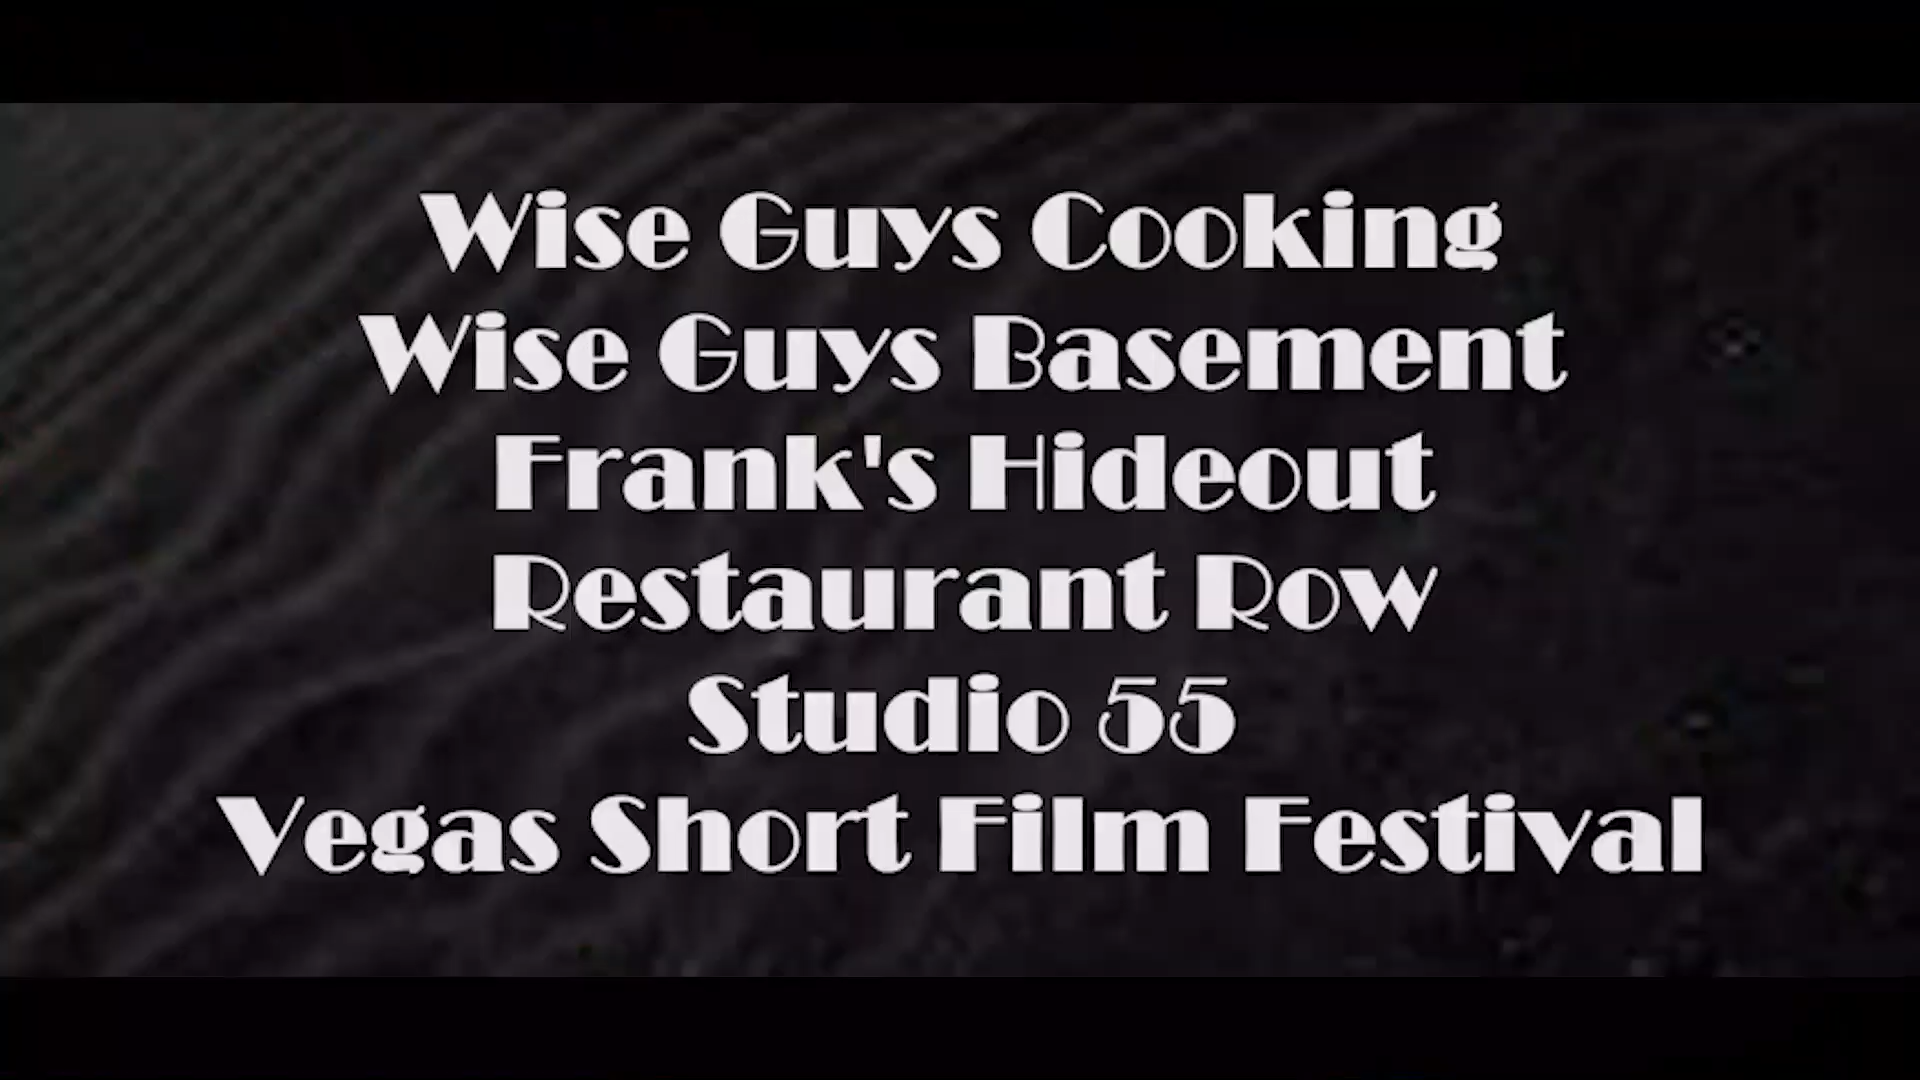 Wise Guys Cooking
Wise Guys Basement
Frank's Hideout
Restaurant Row
Studio 55
Vegas Short Film Festival